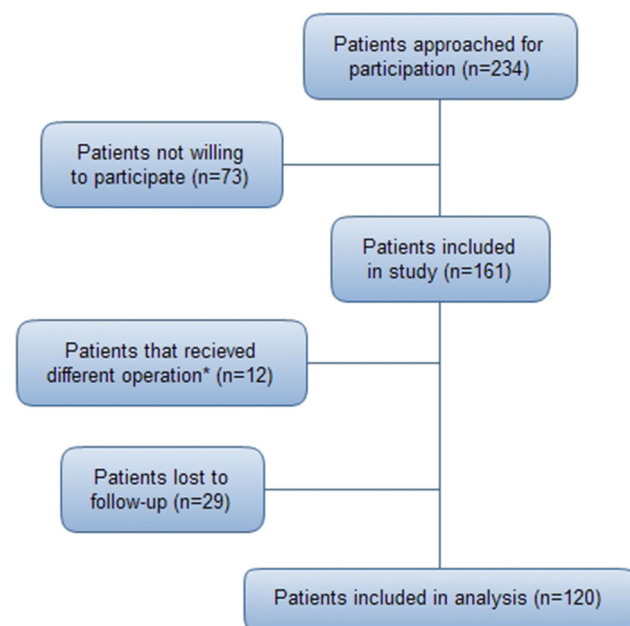 Patients approached for
participation (n=234)
Patients not willing
to participate (n=73)
Patients included
in study (n=161)
Patients that recieved
different operation* (n=12)
Patients lost to
follow-up (n=29)
Patients included in analysis (n=120)